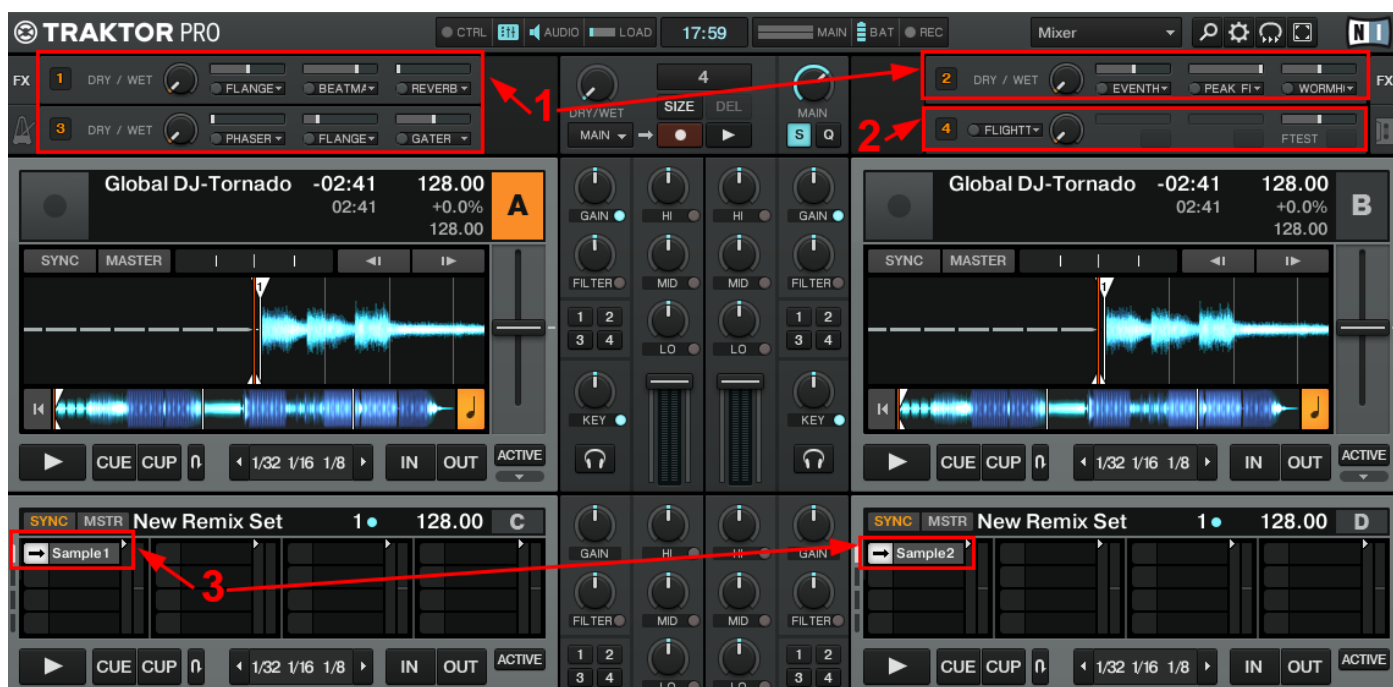 TRAKTOR PRO CTRL AUDIO LOAD 17:59 MAIN BAT REC Mixer N I
FX 1 DRY / WET FLANGE BEATMA REVERB
3 DRY / WET PHASER FLANGE GATER
1
DRY/WET 4 MAIN
SIZE DEL
MAIN S Q
2 DRY / WET EVENTH PEAK FI WORMHI FX
2
4 FLIGHTT FTEST
Global DJ-Tornado -02:41 128.00 A
02:41 +0.0%
128.00
SYNC MASTER
1
GAIN HI HI GAIN
FILTER MID MID FILTER
1 2 1 2
3 4 LO LO 3 4
KEY KEY
Global DJ-Tornado -02:41 128.00 B
02:41 +0.0%
128.00
SYNC MASTER
1
CUE CUP 1/32 1/16 1/8 IN OUT ACTIVE
CUE CUP 1/32 1/16 1/8 IN OUT ACTIVE
SYNC MSTR New Remix Set 1 128.00 C
Sample1
3
GAIN HI HI GAIN
FILTER MID MID FILTER
1 2 1 2
3 4 LO LO 3 4
SYNC MSTR New Remix Set 1 128.00 D
Sample2
CUE CUP 1/32 1/16 1/8 IN OUT ACTIVE
CUE CUP 1/32 1/16 1/8 IN OUT ACTIVE